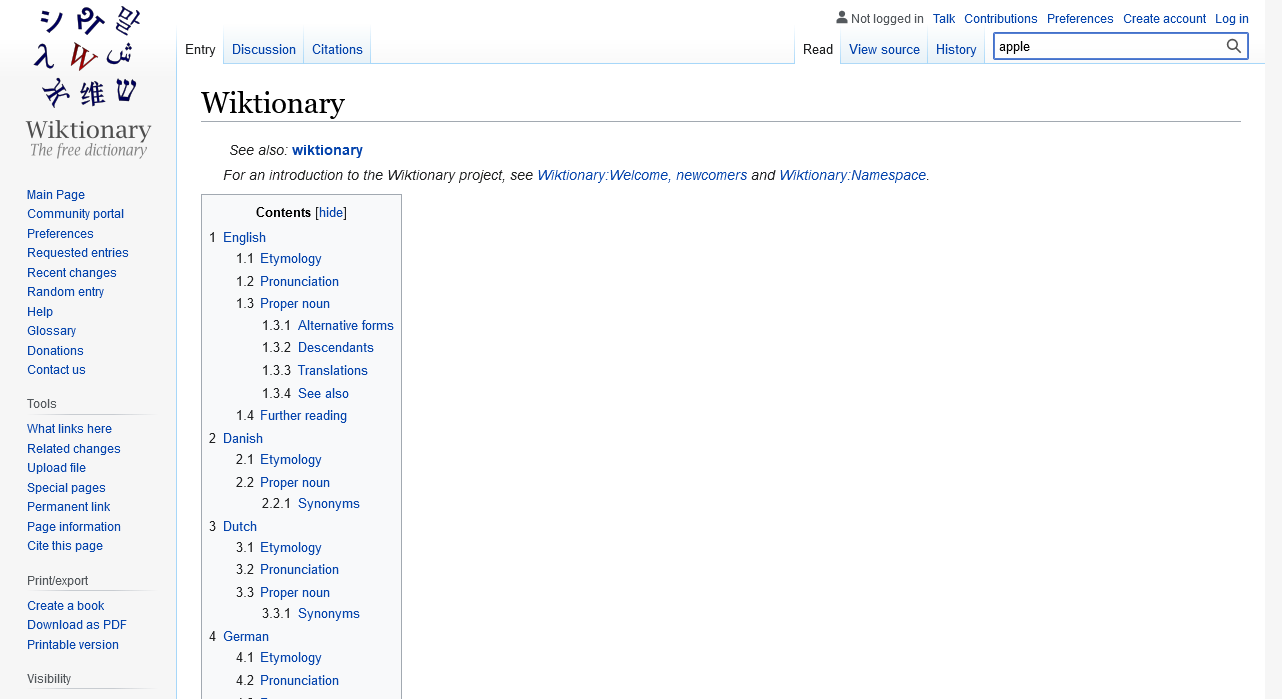 Wiktionary
The free dictionary
Not logged in Talk Contributions Preferences Create account Log in
Entry Discussion Citations Read View source History apple
Main Page
Community portal
Preferences
Requested entries
Recent changes
Random entry
Help
Glossary
Donations
Contact us
Tools
What links here
Related changes
Upload file
Special pages
Permanent link
Page information
Cite this page
Print/export
Create a book
Download as PDF
Printable version
Visibility
Wiktionary
See also: wiktionary
For an introduction to the Wiktionary project, see Wiktionary:Welcome, newcomers and Wiktionary:Namespace.
Contents [hide]
1 English
1.1 Etymology
1.2 Pronunciation
1.3 Proper noun
1.3.1 Alternative forms
1.3.2 Descendants
1.3.3 Translations
1.3.4 See also
1.4 Further reading
2 Danish
2.1 Etymology
2.2 Proper noun
2.2.1 Synonyms
3 Dutch
3.1 Etymology
3.2 Pronunciation
3.3 Proper noun
3.3.1 Synonyms
4 German
4.1 Etymology
4.2 Pronunciation